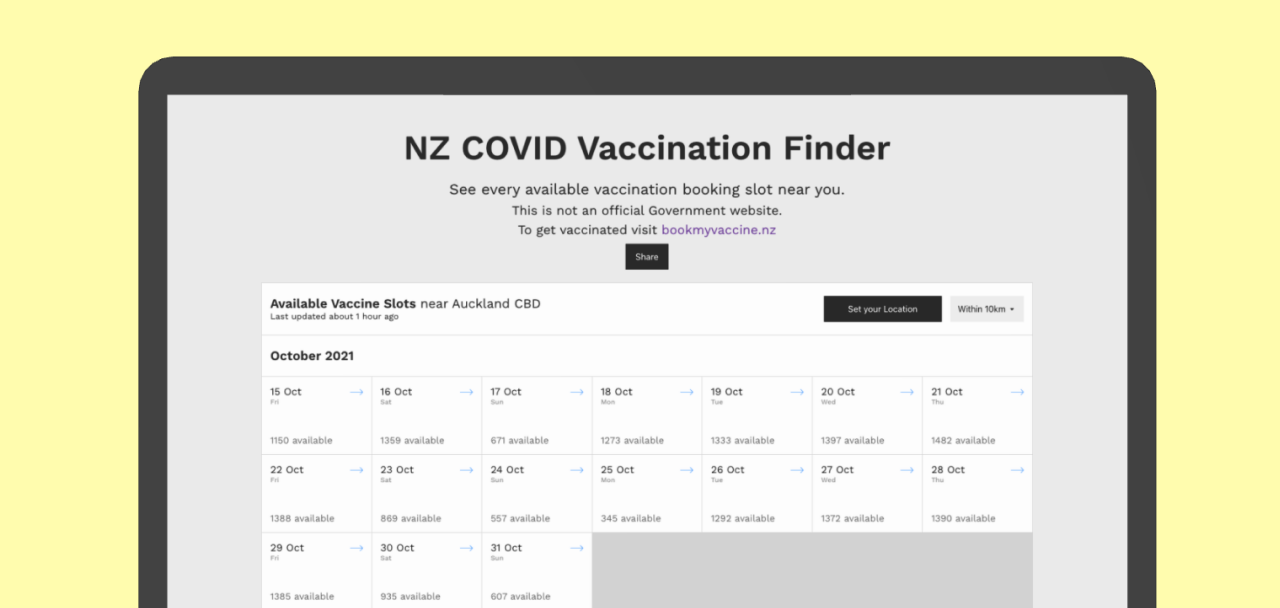 NZ COVID Vaccination Finder
See every available vaccination booking slot near you.
This is not an official Government website.
To get vaccinated visit bookmyvaccine.nz
Share
Available Vaccine Slots near Auckland CBD
Last updated about 1 hour ago
Set your Location
Within 10km
October 2021
15 Oct
Fri
1150 available
16 Oct
Sat
1359 available
17 Oct
Sun
671 available
18 Oct
Mon
1273 available
19 Oct
Tue
1333 available
20 Oct
Wed
1397 available
21 Oct
Thu
1482 available
22 Oct
Fri
1388 available
23 Oct
Sat
869 available
24 Oct
Sun
557 available
25 Oct
Mon
345 available
26 Oct
Tue
1292 available
27 Oct
Wed
1372 available
28 Oct
Thu
1390 available
29 Oct
Fri
1385 available
30 Oct
Sat
935 available
31 Oct
Sun
607 available